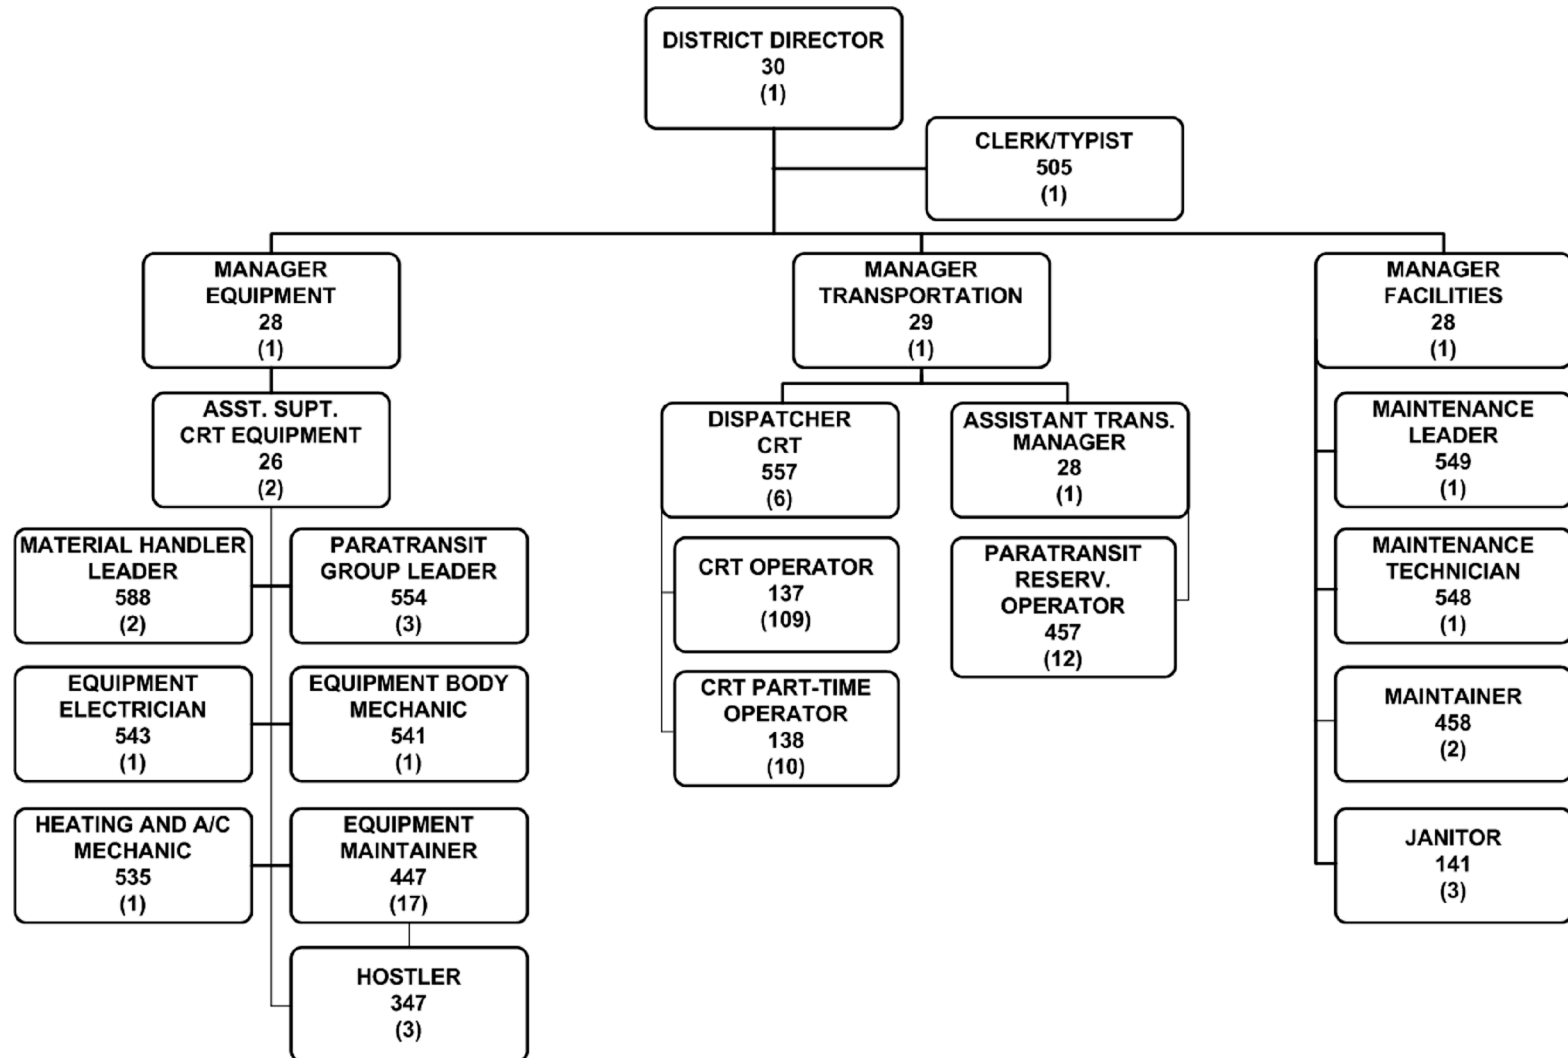 DISTRICT DIRECTOR
30
(1)
CLERK/TYPIST
505
(1)
MANAGER
EQUIPMENT
28
(1)
MANAGER
TRANSPORTATION
29
(1)
MANAGER
FACILITIES
28
(1)
ASST. SUPT.
CRT EQUIPMENT
26
(2)
DISPATCHER
CRT
557
(6)
ASSISTANT TRANS.
MANAGER
28
(1)
MAINTENANCE
LEADER
549
(1)
MATERIAL HANDLER
LEADER
588
(2)
PARATRANSIT
GROUP LEADER
554
(3)
CRT OPERATOR
137
(109)
PARATRANSIT
RESERV.
OPERATOR
457
(12)
MAINTENANCE
TECHNICIAN
548
(1)
EQUIPMENT
ELECTRICIAN
543
(1)
EQUIPMENT BODY
MECHANIC
541
(1)
CRT PART-TIME
OPERATOR
138
(10)
MAINTAINER
458
(2)
HEATING AND A/C
MECHANIC
535
(1)
EQUIPMENT
MAINTAINER
447
(17)
JANITOR
141
(3)
HOSTLER
347
(3)